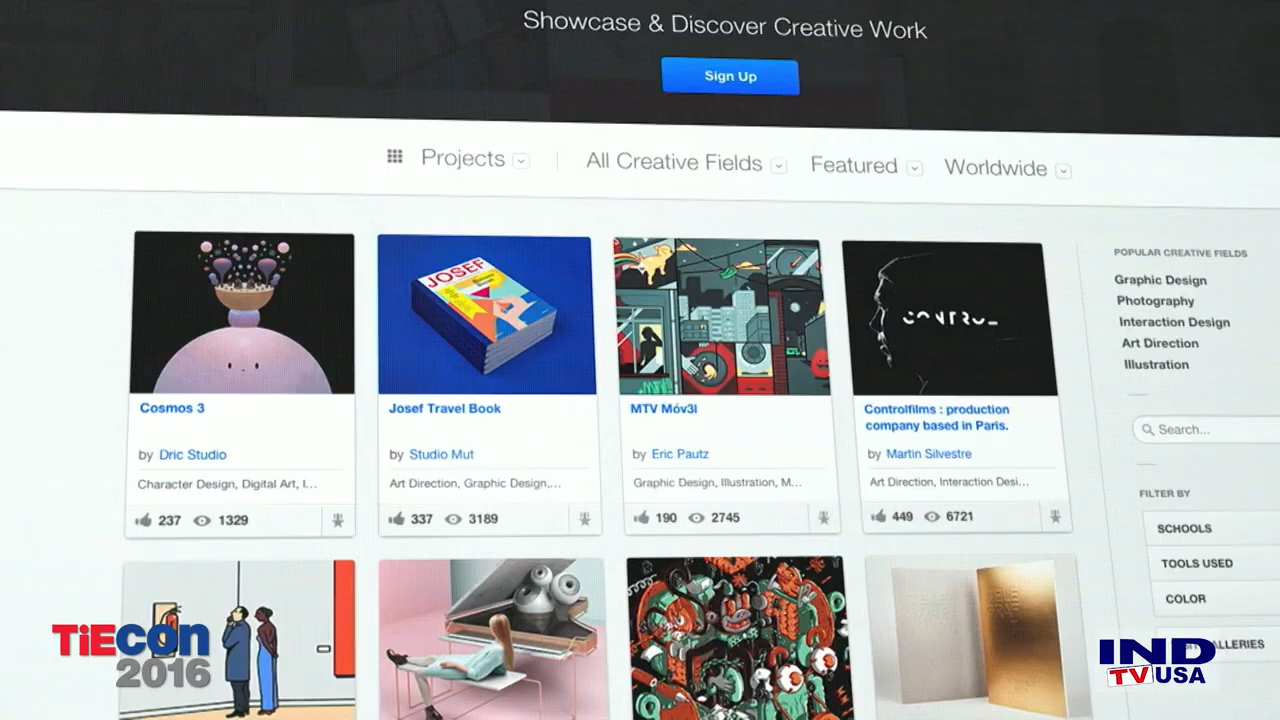 Showcase & Discover Creative Work
Sign Up
Projects
All Creative Fields
Featured
Worldwide
JOSEF
CONTROL
Cosmos 3
by Dric Studio
Character Design, Digital Art, I...
237 1329
Josef Travel Book
by Studio Mut
Art Direction, Graphic Design,...
337 3189
MTV Móv3l
by Eric Pautz
Graphic Design, Illustration, M...
190 2745
Controlfilms : production
company based in Paris.
by Martin Silvestre
Art Direction, Interaction Desi...
449 6721
POPULAR CREATIVE FIELDS
Graphic Design
Photography
Interaction Design
Art Direction
Illustration
Search...
FILTER BY
SCHOOLS
TOOLS USED
COLOR
ALLERIES
TiEcon
2016
IND
TV USA